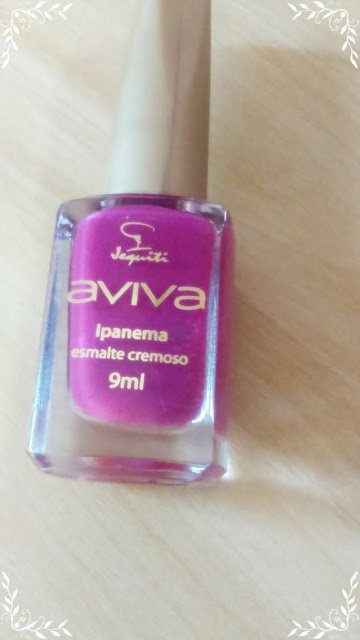 Jequiti
aviva
Ipanema
esmalte cremoso
9ml